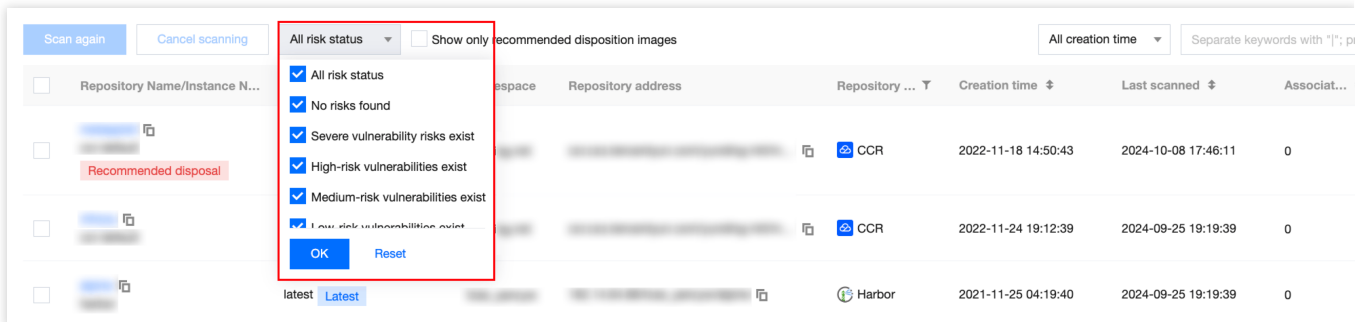 Scan again Cancel scanning All risk status Show only recommended disposition images All creation time Separate keywords with "|";
Repository Name/Instance N... Repository address Repository ... Creation time Last scanned Associat...
All risk status
No risks found
Severe vulnerability risks exist
High-risk vulnerabilities exist
Medium-risk vulnerabilities exist
Low-risk vulnerabilities exist
OK Reset
CCR 2022-11-18 14:50:43 2024-10-08 17:46:11 0
Recommended disposal
CCR 2022-11-24 19:12:39 2024-09-25 19:19:39 0
latest Latest Harbor 2021-11-25 04:19:40 2024-09-25 19:19:39 0